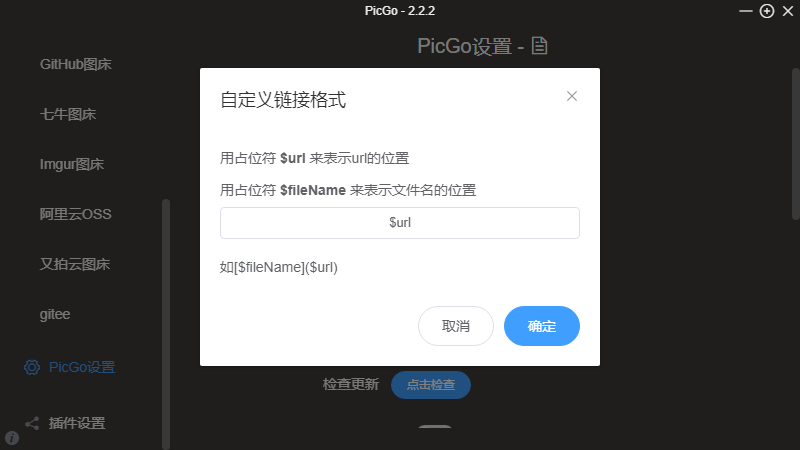 PicGo - 2.2.2
PicGo设置 -
GitHub图床
七牛图床
Imgur图床
阿里云OSS
又拍云图床
gitee
PicGo设置
插件设置
自定义链接格式
用占位符 $url 来表示url的位置
用占位符 $fileName 来表示文件名的位置
$url
如[$fileName]($url)
取消 确定
检查更新 点击检查